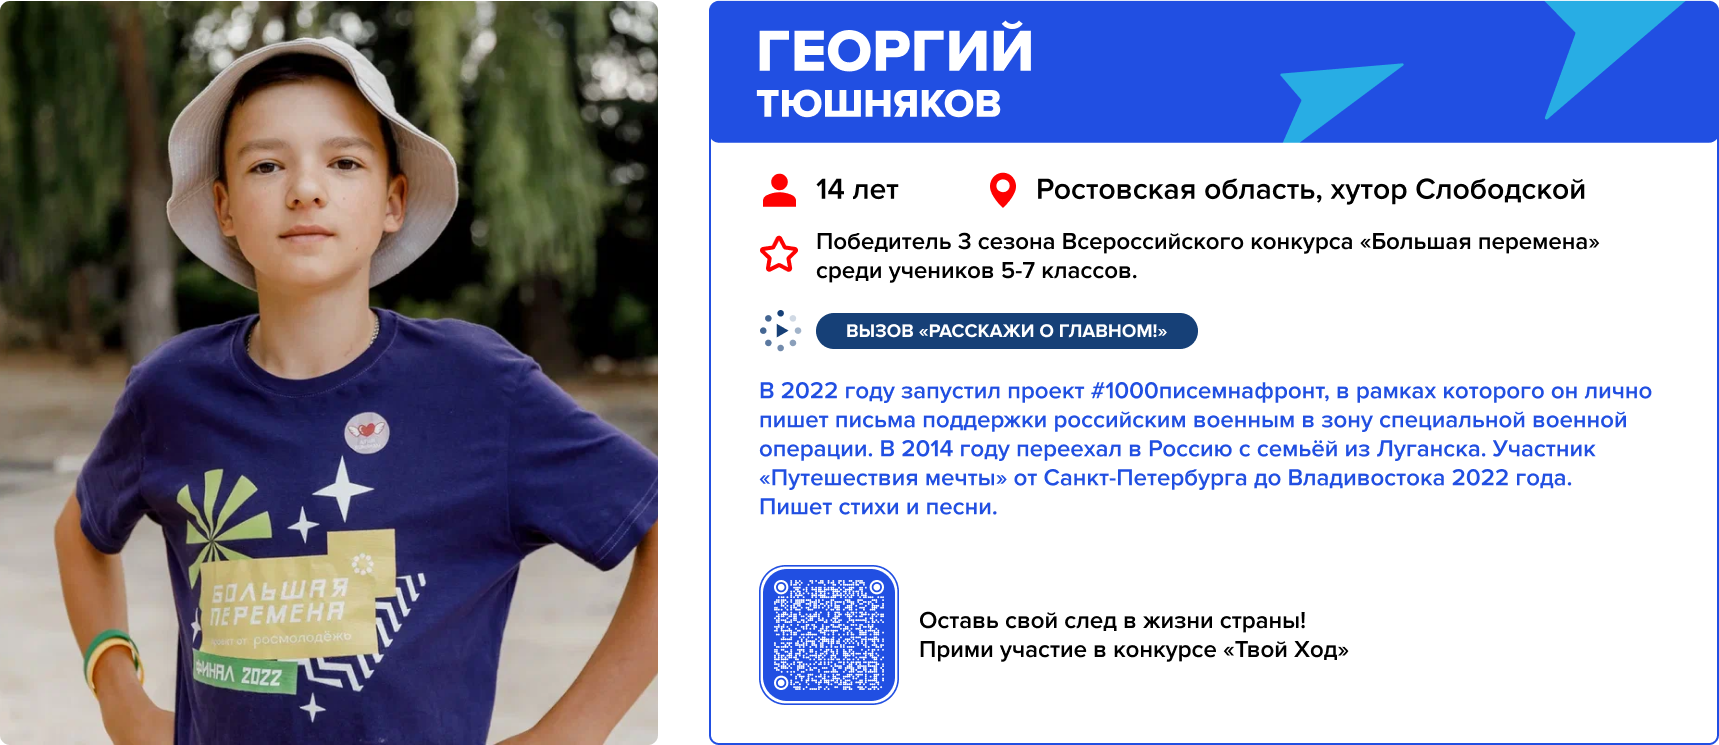 БОЛЬШАЯ
ПЕРЕМЕНА
проект от росмолодёжь
ФИНАЛ 2022
ГЕОРГИЙ
ТЮШНЯКОВ
14 лет
Ростовская область, хутор Слободской
Победитель 3 сезона Всероссийского конкурса «Большая перемена»
среди учеников 5-7 классов.
ВЫЗОВ «РАССКАЖИ О ГЛАВНОМ!»
В 2022 году запустил проект #1000писемнафронт, в рамках которого он лично
пишет письма поддержки российским военным в зону специальной военной
операции. В 2014 году переехал в Россию с семьёй из Луганска. Участник
«Путешествия мечты» от Санкт-Петербурга до Владивостока 2022 года.
Пишет стихи и песни.
Оставь свой след в жизни страны!
Прими участие в конкурсе «Твой Ход»